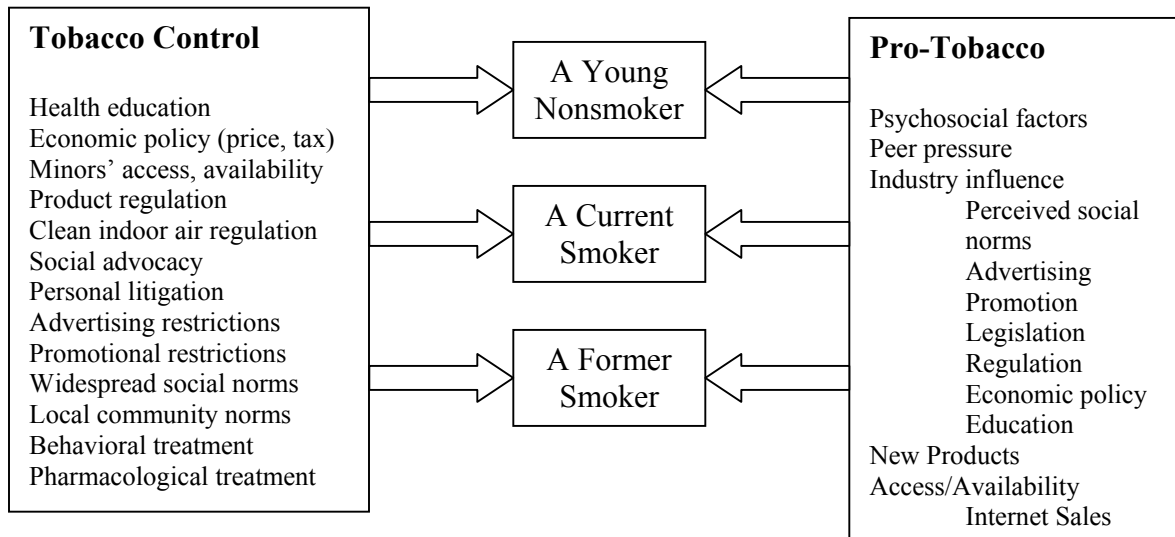 Tobacco Control
Health education
Economic policy (price, tax)
Minors’ access, availability
Product regulation
Clean indoor air regulation
Social advocacy
Personal litigation
Advertising restrictions
Promotional restrictions
Widespread social norms
Local community norms
Behavioral treatment
Pharmacological treatment
A Young
Nonsmoker
A Current
Smoker
A Former
Smoker
Pro-Tobacco
Psychosocial factors
Peer pressure
Industry influence
Perceived social
norms
Advertising
Promotion
Legislation
Regulation
Economic policy
Education
New Products
Access/Availability
Internet Sales